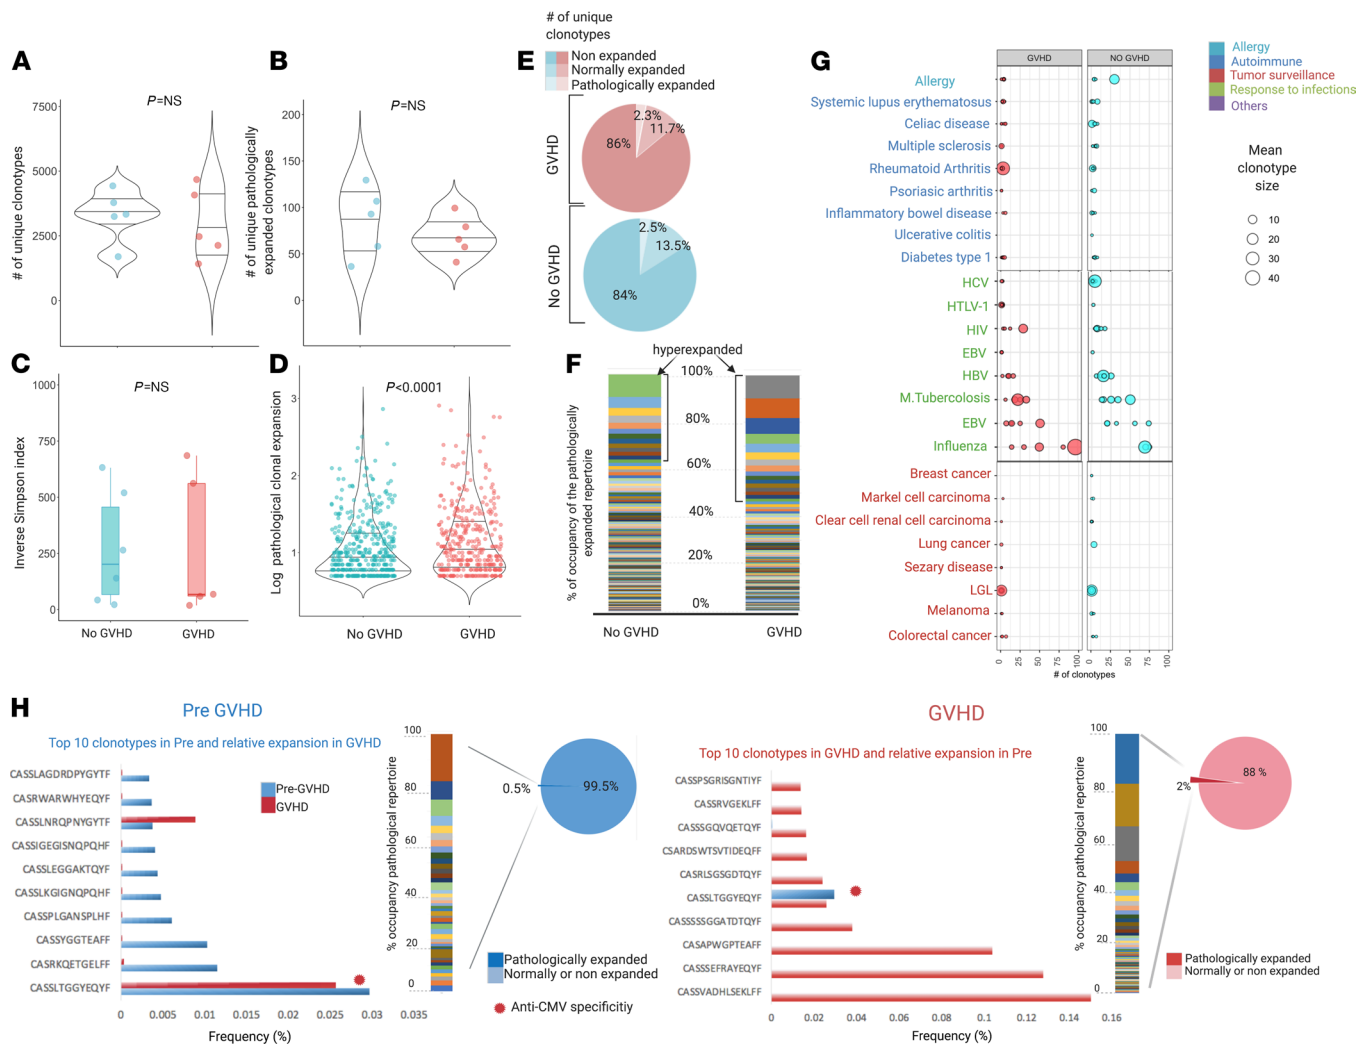 A
P=NS
# of unique clonotypes
7500
5000
2500
0
B
P=NS
# of unique pathologically
expanded clonotypes
200
150
100
50
0
C
P=NS
Inverse Simpson index
1000
750
500
250
0
No GVHD
GVHD
D
P<0.0001
Log pathological clonal expansion
3
2
1
No GVHD
GVHD
E
# of unique
clonotypes
Non expanded
Normally expanded
Pathologically expanded
GVHD
2.3%
11.7%
86%
No GVHD
2.5%
13.5%
84%
F
hyperexpanded
% of occupancy of the pathologically
expanded repertoire
100%
80%
60%
40%
20%
0%
No GVHD
GVHD
G
GVHD
NO GVHD
Allergy
Systemic lupus erythematosus
Celiac disease
Multiple sclerosis
Rheumatoid Arthritis
Psoriasic arthritis
Inflammatory bowel disease
Ulcerative colitis
Diabetes type 1
HCV
HTLV-1
HIV
EBV
HBV
M.Tubercolosis
EBV
Influenza
Breast cancer
Markel cell carcinoma
Clear cell renal cell carcinoma
Lung cancer
Sezary disease
LGL
Melanoma
Colorectal cancer
0 25 50 75 100 0 25 50 75 100
# of clonotypes
Allergy
Autoimmune
Tumor surveillance
Response to infections
Others
Mean
clonotype
size
10
20
30
40
H
Pre GVHD
Top 10 clonotypes in Pre and relative expansion in GVHD
CASSLAGDRDPYGYTF
CASRWARWHYEQYF
CASSLNRQPNYGYTF
CASSIGEGISNQPQHF
CASSLEGGAKTQYF
CASSLKGIGNQPQHF
CASSPLGANSPLHF
CASSYGGTEAFF
CASRKQETGELFF
CASSLTGGYEQYF
0 0.005 0.01 0.015 0.02 0.025 0.03 0.035
Frequency (%)
Pre-GVHD
GVHD
% occupancy pathological repertoire
100
80
60
40
20
0
0.5%
99.5%
Pathologically expanded
Normally or non expanded
Anti-CMV specificitiy
GVHD
Top 10 clonotypes in GVHD and relative expansion in Pre
CASSPSGRISGNTIYF
CASSRVGEKLFF
CASSSGQVQETQYF
CSARDSWTSVTIDEQFF
CASRLSGSGDTQYF
CASSLTGGYEQYF
CASSSSSGGATDTQYF
CASAPWGPTEAFF
CASSSEFRAYEQYF
CASSVADHLSEKLFF
0 0.02 0.04 0.06 0.08 0.1 0.12 0.14 0.16
Frequency (%)
% occupancy pathological repertoire
100
80
60
40
20
0
2%
88 %
Pathologically expanded
Normally or non expanded